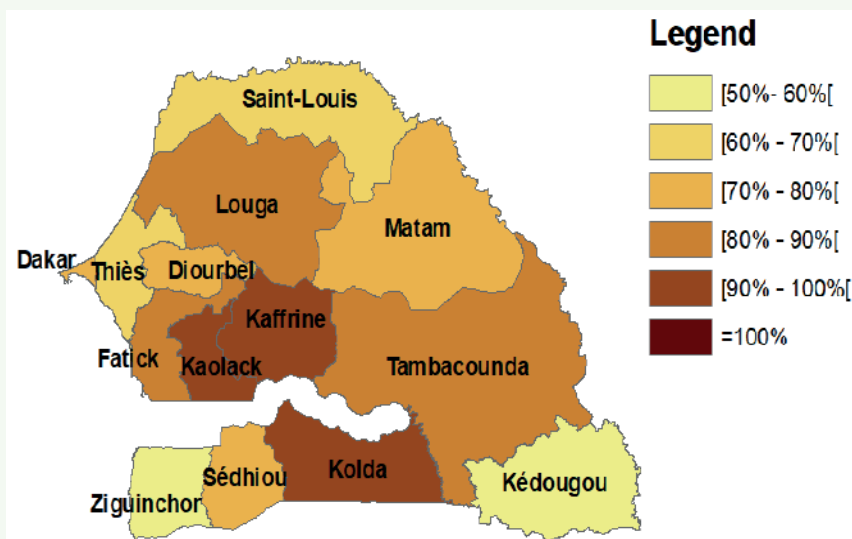 Legend
[50%- 60%[
[60% - 70%[
[70% - 80%[
[80% - 90%[
[90% - 100%[
=100%
Saint-Louis
Louga
Matam
Dakar
Thiès
Diourbel
Kaffrine
Fatick
Kaolack
Tambacounda
Ziguinchor
Sédhiou
Kolda
Kédougou